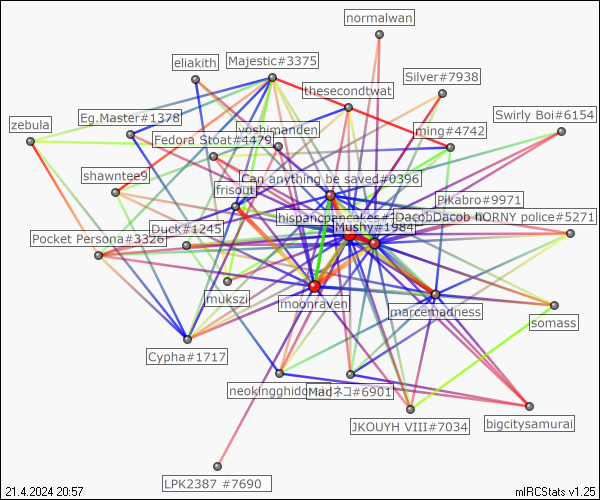 normalwan
eliakith
Majestic#3375
Silver#7938
thesecondtwat
Eg.Master#1378
Swirly Boi#6154
zebula
yoshimanden
ming#4742
Fedora Stoat#4479
shawntee9
Can anything be saved#0396
frisout
Pikabro#9971
hispanicpancakes#
DacobDacob
hORNY police#5271
Duck#1245
Mushy#1984
Pocket Persona#3326
mukszil
moonraven
marcemadness
somass
Cypha#1717
neokingghido
Madネコ#6901
JKOUYH VIII#7034
bigcitysamurai
LPK2387 #7690
21.4.2024 20:57
mIRCStats v1.25